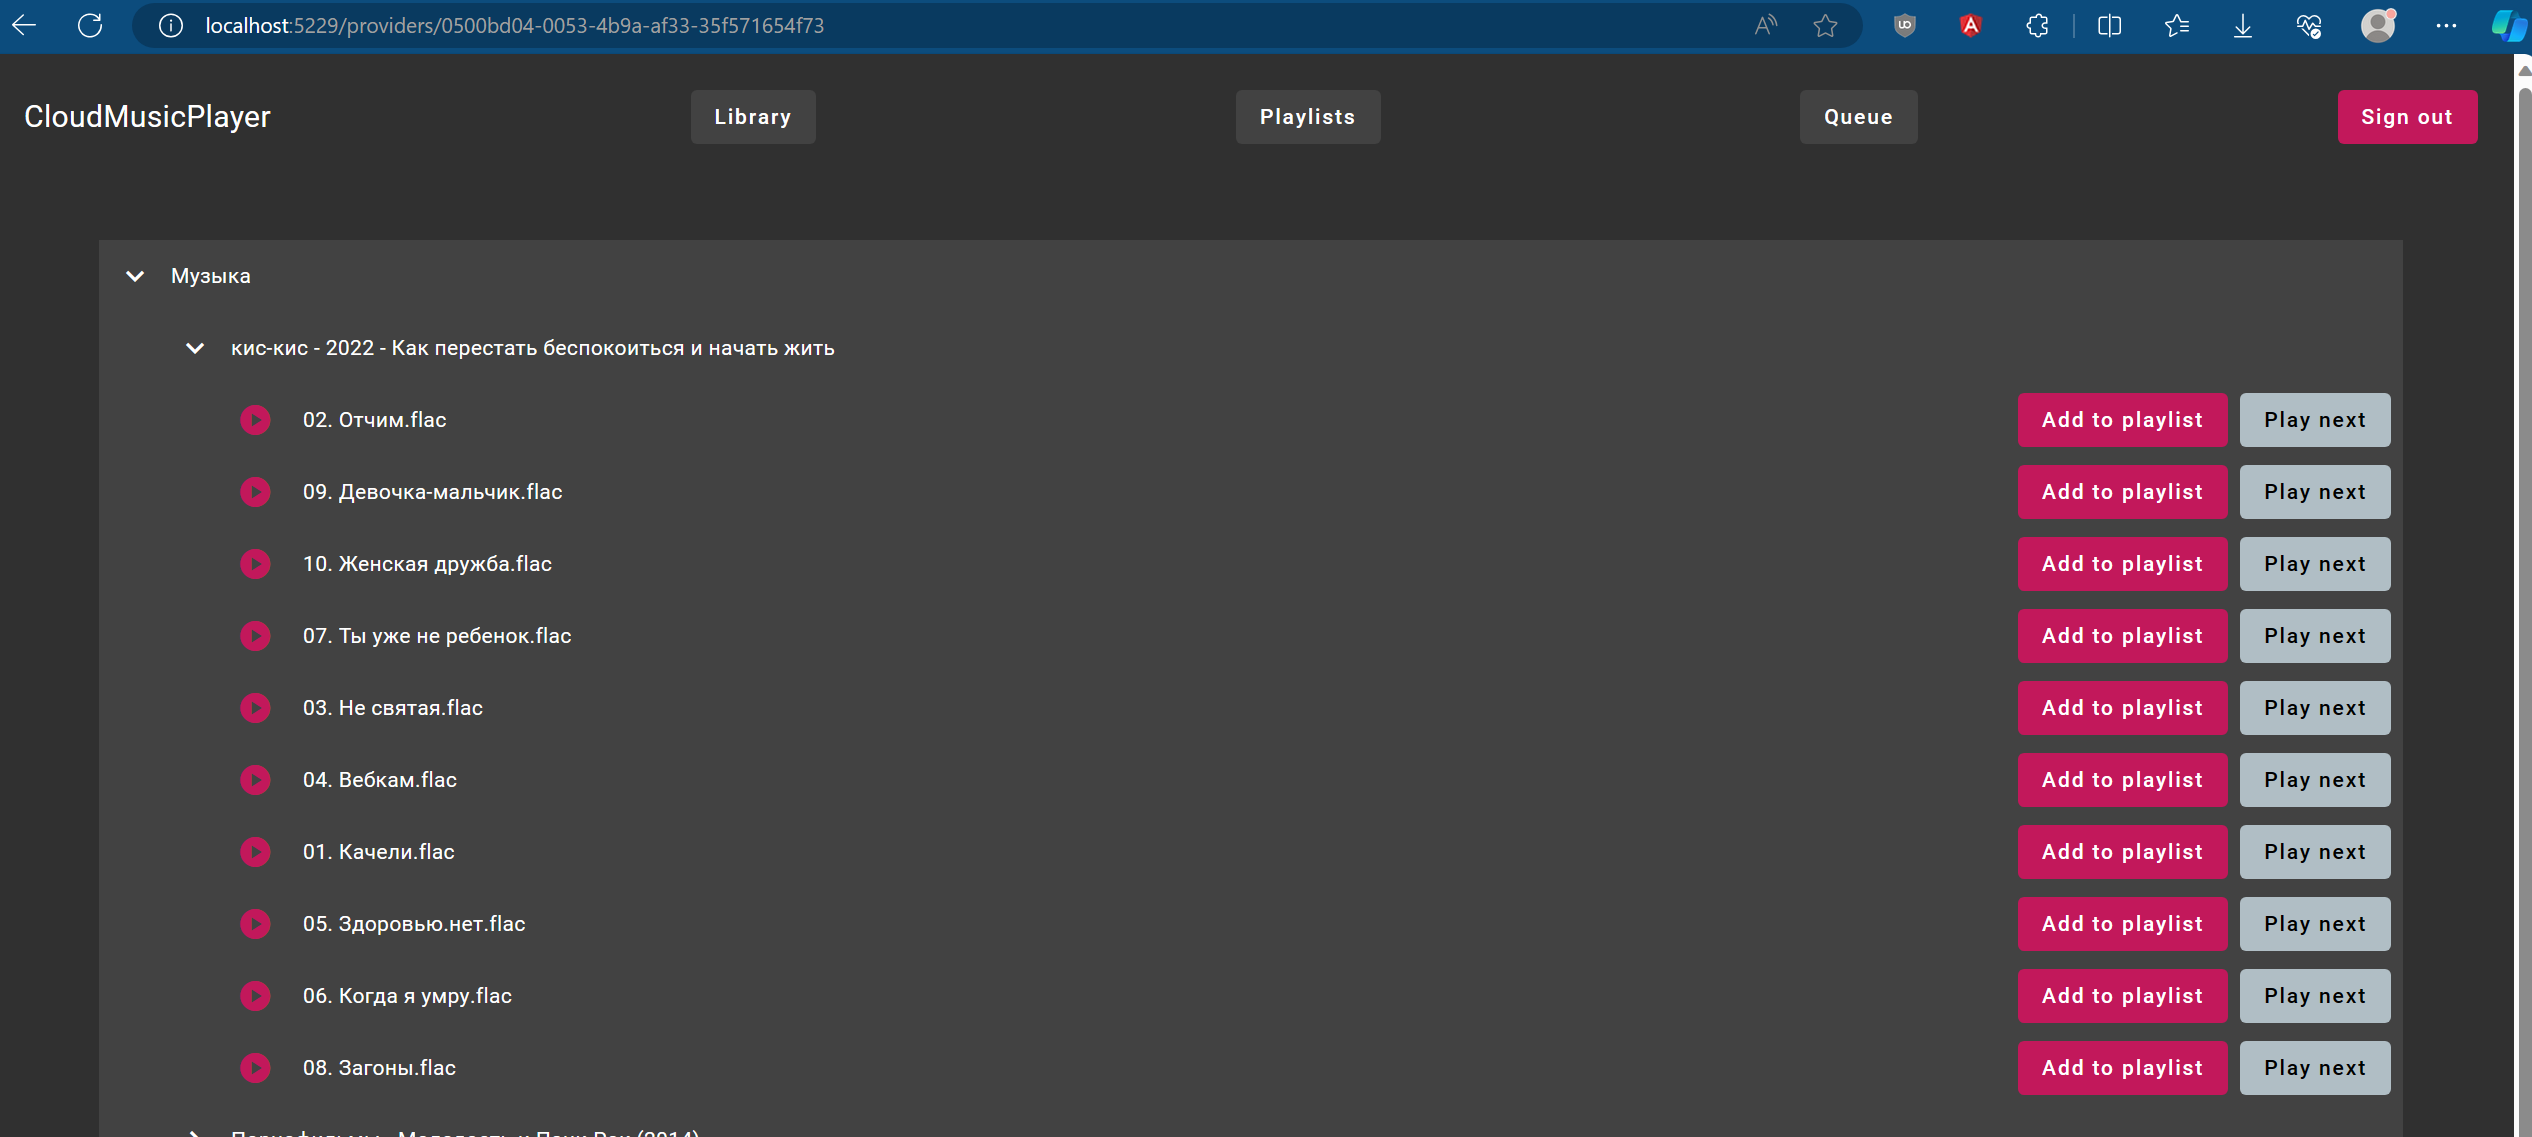 localhost:5229/providers/0500bd04-0053-4b9a-af33-35f571654f73
CloudMusicPlayer Library Playlists Queue Sign out
Музыка
кис-кис - 2022 - Как перестать беспокоиться и начать жить
02. Отчим.flac Add to playlist Play next
09. Девочка-мальчик.flac Add to playlist Play next
10. Женская дружба.flac Add to playlist Play next
07. Ты уже не ребенок.flac Add to playlist Play next
03. Не святая.flac Add to playlist Play next
04. Вебкам.flac Add to playlist Play next
01. Качели.flac Add to playlist Play next
05. Здоровью.нет.flac Add to playlist Play next
06. Когда я умру.flac Add to playlist Play next
08. Загоны.flac Add to playlist Play next
Порнофильмы - Молодость и Панк Рок (2014)